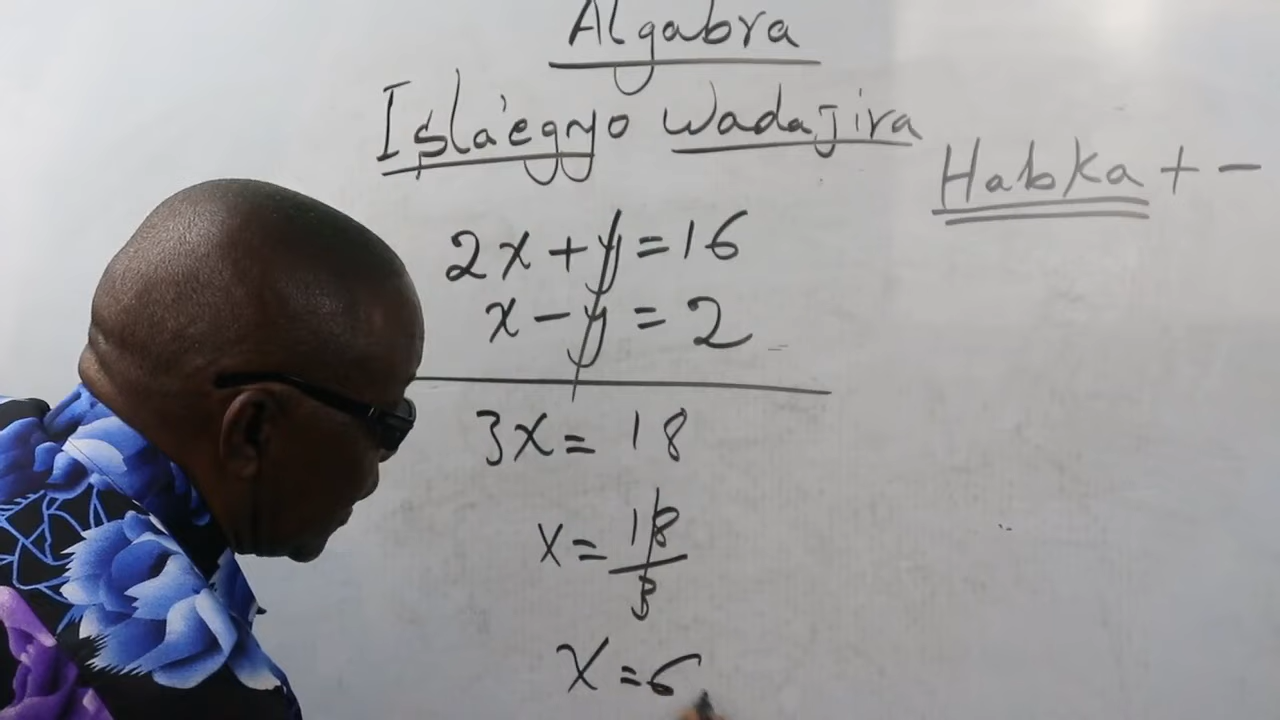 Algabra
Isla'egyo Wadajira
Habka + -
2x + y = 16
x - y = 2
3x = 18
x = 18/3
x = 6